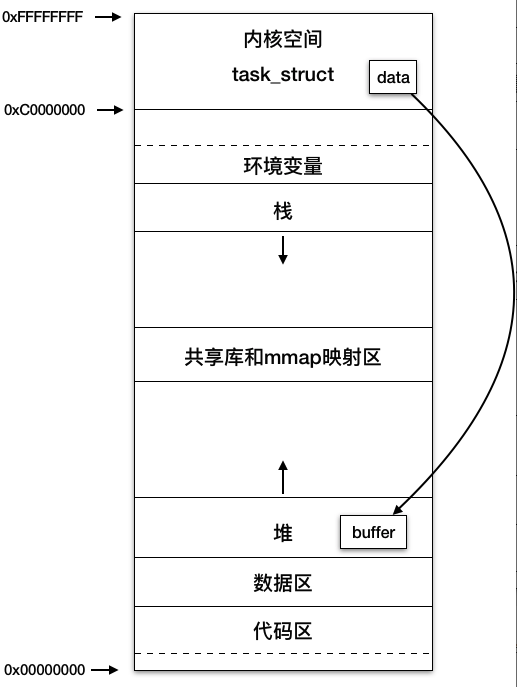 0xFFFFFFFF
内核空间
task_struct
data
0xC0000000
环境变量
栈
共享库和mmap映射区
堆
buffer
数据区
代码区
0x00000000